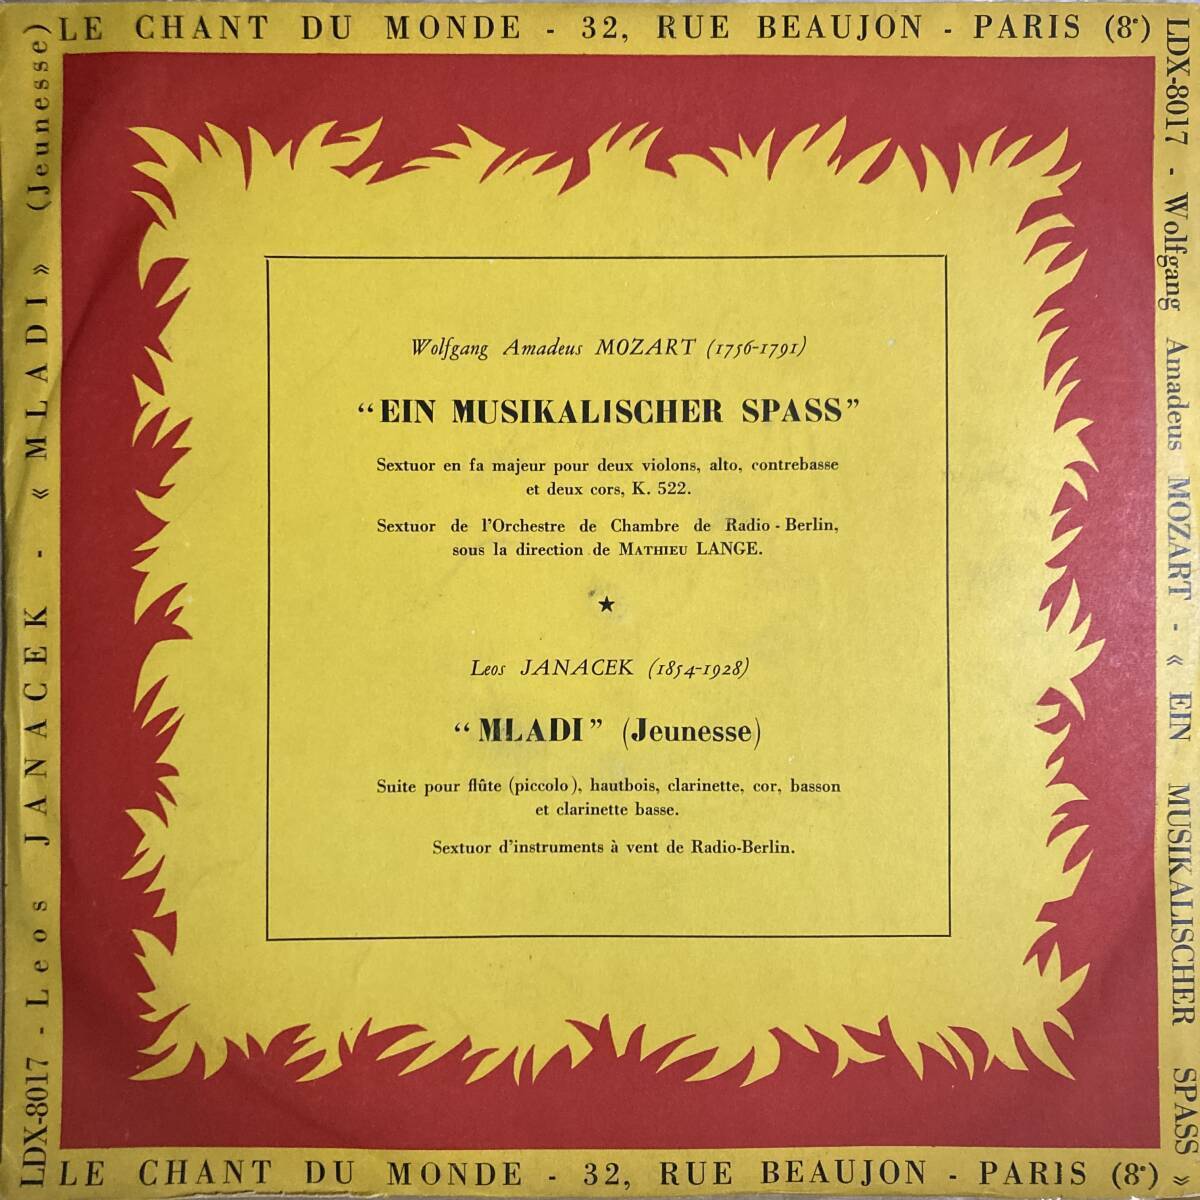 LE CHANT DU MONDE - 32, RUE BEAUJON - PARIS (8e)
LDX-8017 - Wolfgang Amadeus MOZART - « EIN MUSIKALISCHER SPASS »
Wolfgang Amadeus MOZART (1756-1791)
“EIN MUSIKALISCHER SPASS”
Sextuor en fa majeur pour deux violons, alto, contrebasse
et deux cors, K. 522.
Sextuor de l'Orchestre de Chambre de Radio - Berlin,
sous la direction de MATHIEU LANGE.
★
Leos JANACEK (1854-1928)
“MLADI” (Jeunesse)
Suite pour flûte (piccolo), hautbois, clarinette, cor, basson
et clarinette basse.
Sextuor d'instruments à vent de Radio-Berlin.
LDX-8017 - Leos JANACEK - « MLADI » (Jeunesse)
LE CHANT DU MONDE - 32, RUE BEAUJON - PARIS (8e)